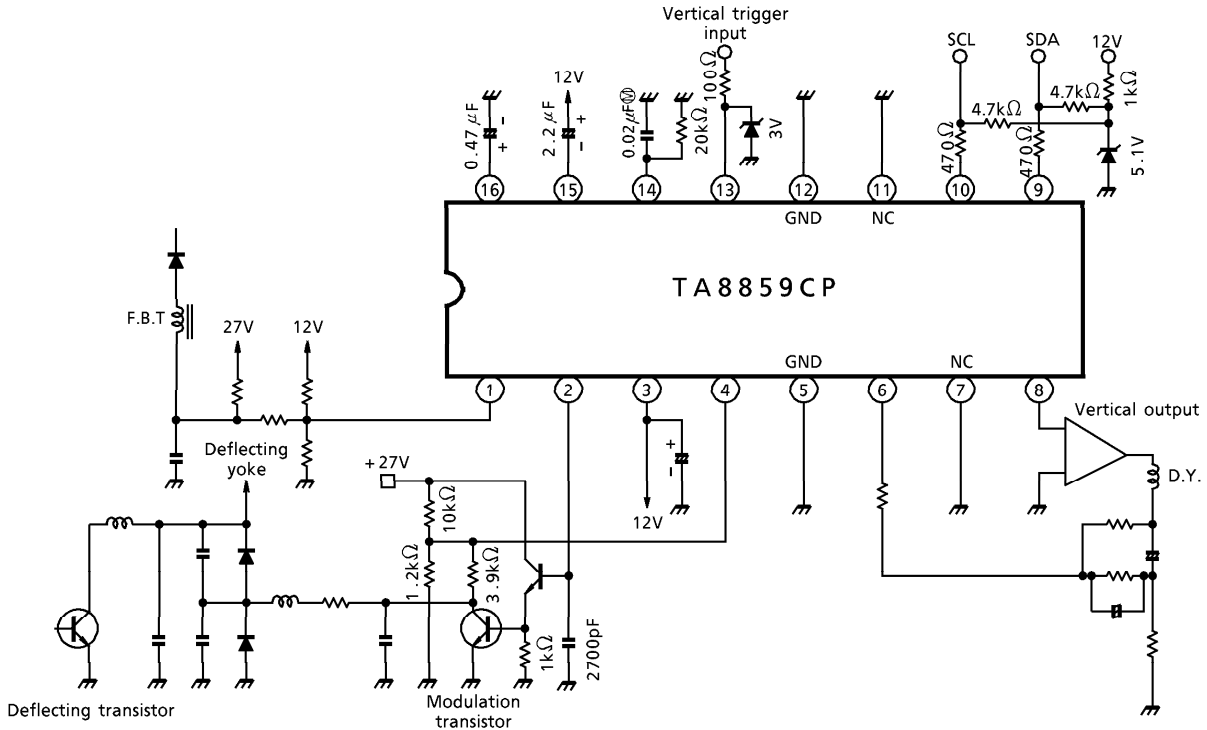 Vertical trigger
input
SCL
SDA
12V
12V
0.47μF
- +
2.2μF
+ -
0.02μFⓂ
20kΩ
100Ω
3V
4.7kΩ
4.7kΩ
1kΩ
470Ω
470Ω
5.1V
16
15
14
13
12
11
10
9
GND
NC
TA8859CP
F.B.T
27V
12V
GND
NC
1
2
3
4
5
6
7
8
Vertical output
Deflecting
yoke
+27V
+ -
D.Y.
10kΩ
12V
1.2kΩ
3.9kΩ
1kΩ
2700pF
Deflecting transistor
Modulation
transistor